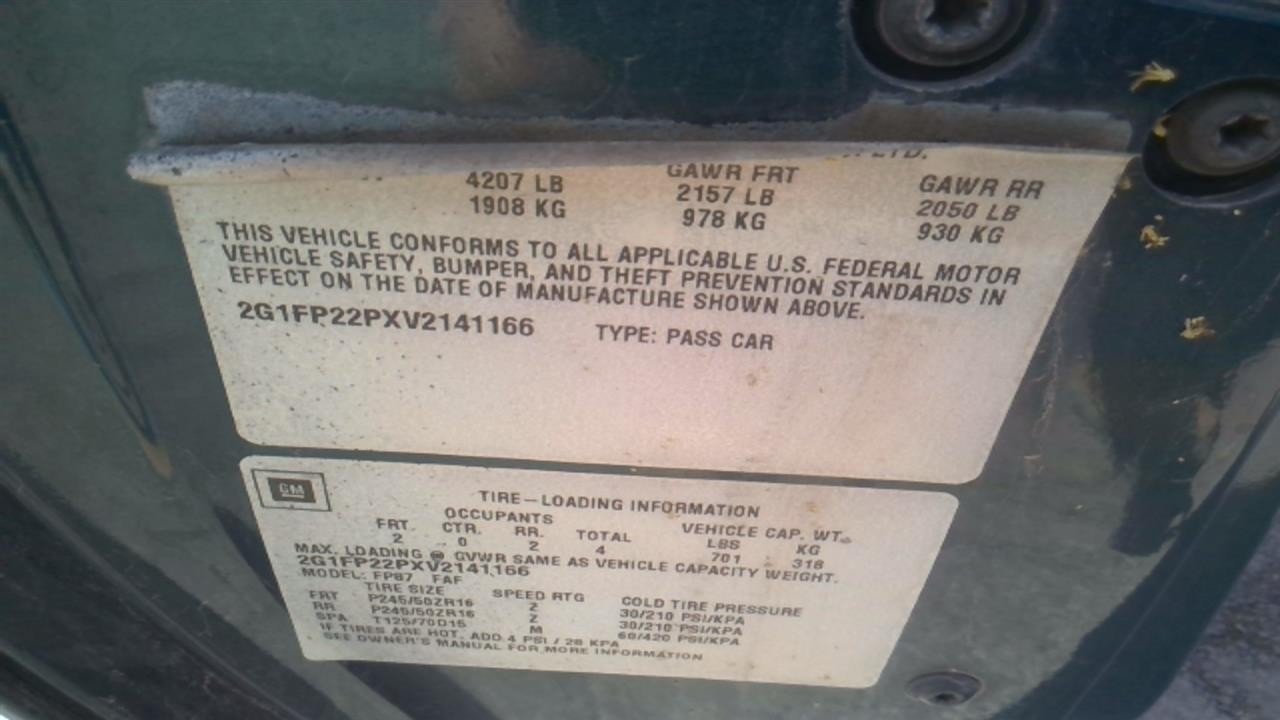 LTD.
4207 LB GAWR FRT GAWR RR
1908 KG 2157 LB 2050 LB
978 KG 930 KG
THIS VEHICLE CONFORMS TO ALL APPLICABLE U.S. FEDERAL MOTOR
VEHICLE SAFETY, BUMPER, AND THEFT PREVENTION STANDARDS IN
EFFECT ON THE DATE OF MANUFACTURE SHOWN ABOVE.
2G1FP22PXV2141166 TYPE: PASS CAR
GM
TIRE-LOADING INFORMATION
OCCUPANTS VEHICLE CAP. WT.
FRT. CTR. RR. TOTAL LBS KG
2 0 2 4 701 318
MAX. LOADING @ GVWR SAME AS VEHICLE CAPACITY WEIGHT.
2G1FP22PXV2141166
MODEL: FP87 FAF
TIRE SIZE SPEED RTG COLD TIRE PRESSURE
FRT P245/50ZR16 Z 30/210 PSI/KPA
RR P245/50ZR16 Z 30/210 PSI/KPA
SPA T125/70D15 M 60/420 PSI/KPA
IF TIRES ARE HOT, ADD 4 PSI / 28 KPA
SEE OWNER'S MANUAL FOR MORE INFORMATION